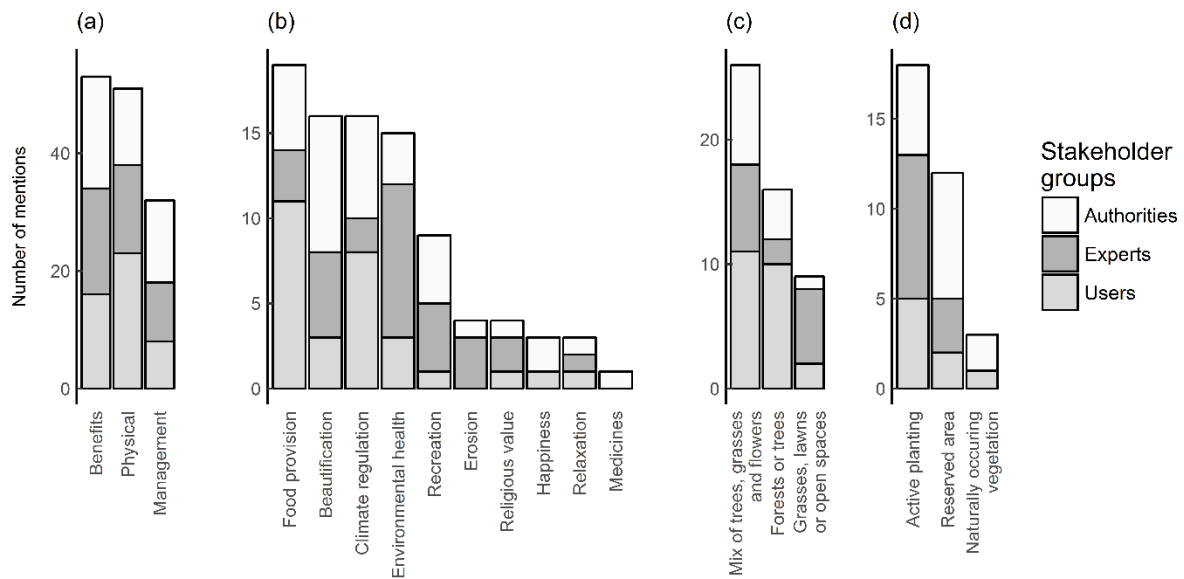 (a)
(b)
(c)
(d)
Number of mentions
40
20
0
Benefits
Physical
Management
15
10
5
0
Food provision
Beautification
Climate regulation
Environmental health
Recreation
Erosion
Religious value
Happiness
Relaxation
Medicines
20
10
0
Mix of trees, grasses
and flowers
Forests or trees
Grasses, lawns
or open spaces
15
10
5
0
Active planting
Reserved area
Naturally occuring
vegetation
Stakeholder
groups
Authorities
Experts
Users